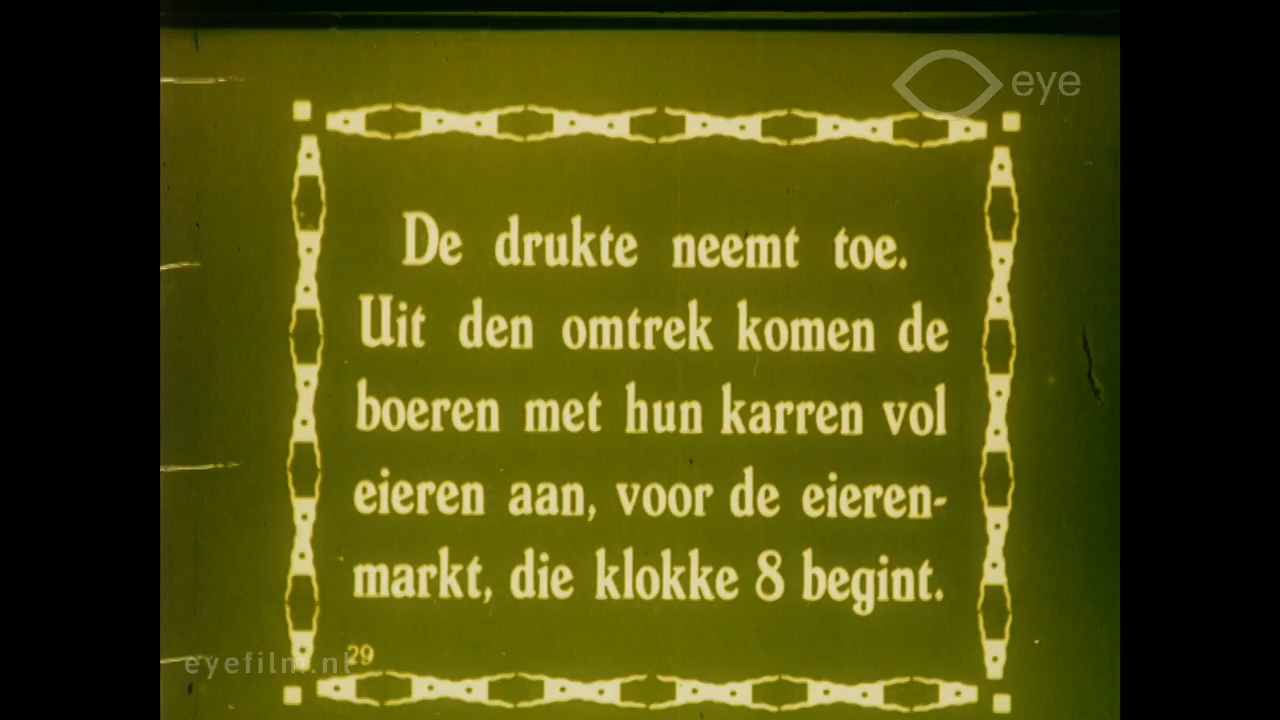 eye
De drukte neemt toe.
Uit den omtrek komen de
boeren met hun karren vol
eieren aan, voor de eieren-
markt, die klokke 8 begint.
29
eyefilm.nl